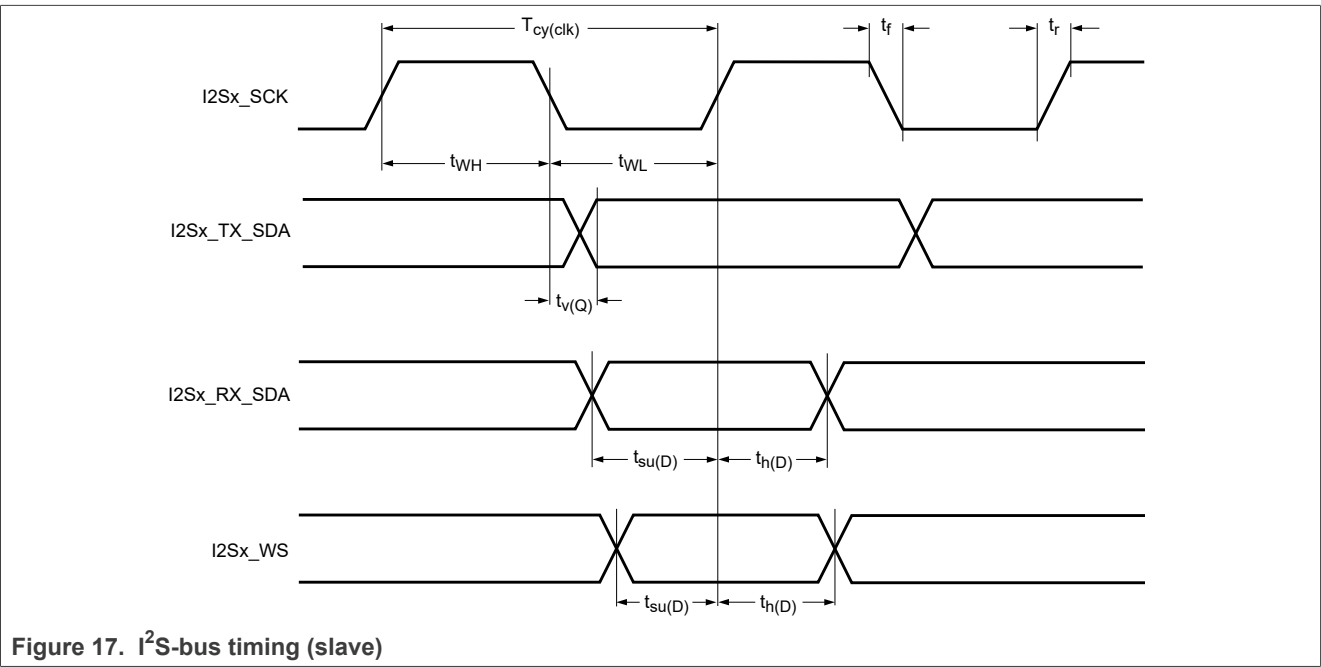 T_cy(clk)
t_f
t_r
I2Sx_SCK
t_WH
t_WL
I2Sx_TX_SDA
t_v(Q)
I2Sx_RX_SDA
t_su(D)
t_h(D)
I2Sx_WS
t_su(D)
t_h(D)
Figure 17. I²S-bus timing (slave)